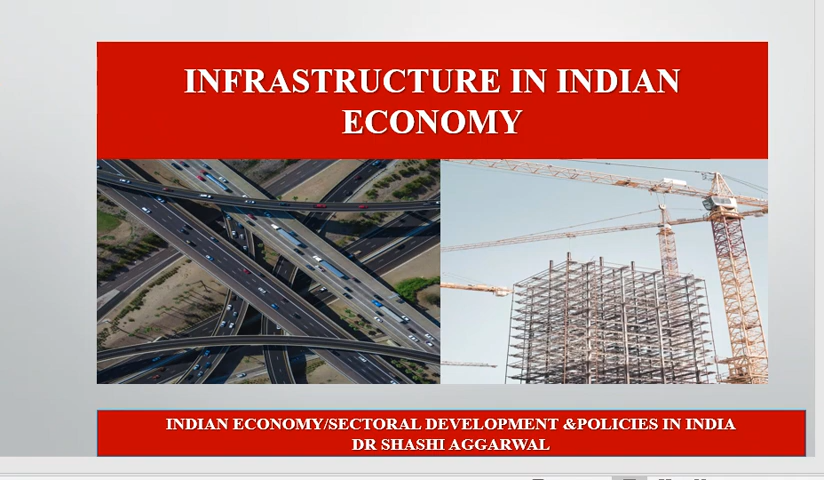 INFRASTRUCTURE IN INDIAN
ECONOMY
INDIAN ECONOMY/SECTORAL DEVELOPMENT &POLICIES IN INDIA
DR SHASHI AGGARWAL